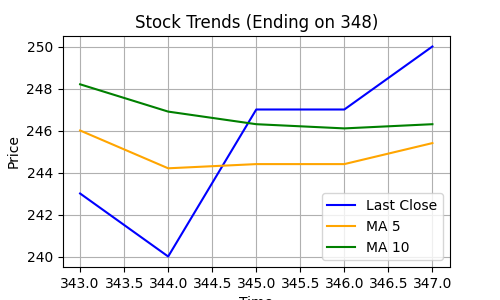 Stock Trends (Ending on 348)
250
248
246
244
242
240
Price
Last Close
MA 5
MA 10
343.0 343.5 344.0 344.5 345.0 345.5 346.0 346.5 347.0
Time